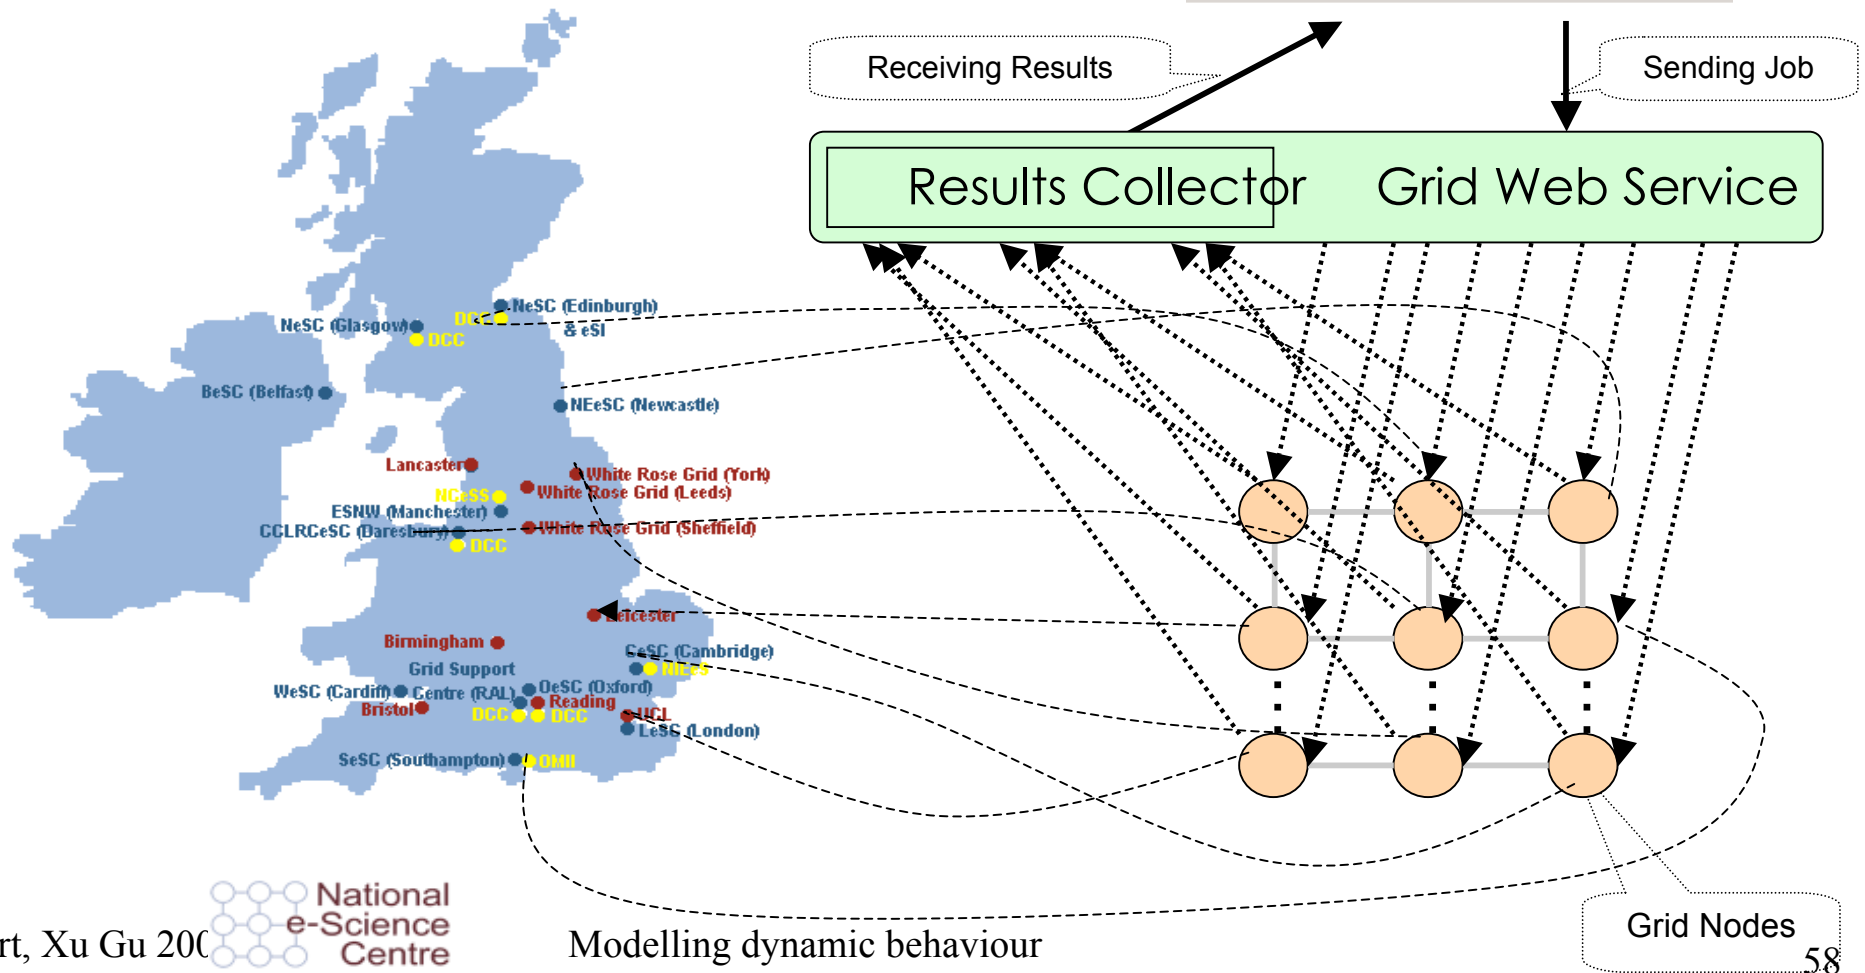 Receiving Results
Sending Job
Results Collector
Grid Web Service
NeSC (Edinburgh)
& eSI
DCC
NeSC (Glasgow)
DCC
BeSC (Belfast)
NEeSC (Newcastle)
Lancaster
White Rose Grid (York)
NCeSS
White Rose Grid (Leeds)
ESNW (Manchester)
CCLRCeSC (Daresbury)
White Rose Grid (Sheffield)
DCC
Leicester
Birmingham
CeSC (Cambridge)
NIEeS
Grid Support
Centre (RAL)
WeSC (Cardiff)
OeSC (Oxford)
Bristol
Reading
DCC
DCC
UCL
LeSC (London)
SeSC (Southampton)
OMII
Grid Nodes
National
e-Science
Centre
rt, Xu Gu 200
Modelling dynamic behaviour
58